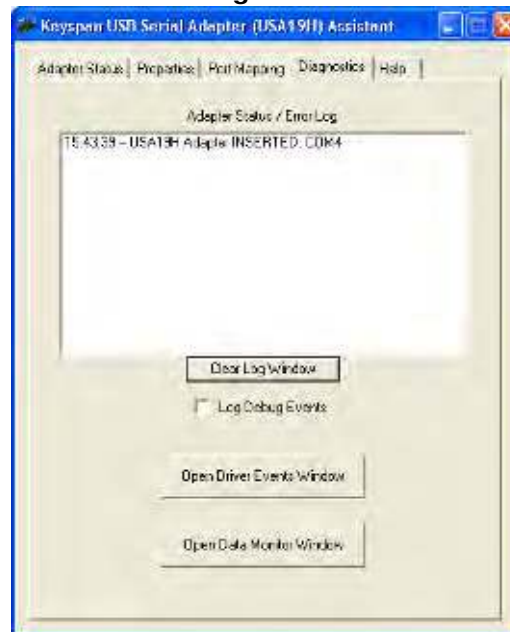 Keyspan USB Serial Adapter (USA19H) Assistant
Adapter Status Properties Port Mapping Diagnostics Help
Adapter Status / Error Log
15:43:39 - USA19H Adapter INSERTED: COM4
Clear Log Window
Log Debug Events
Open Driver Events Window
Open Data Monitor Window